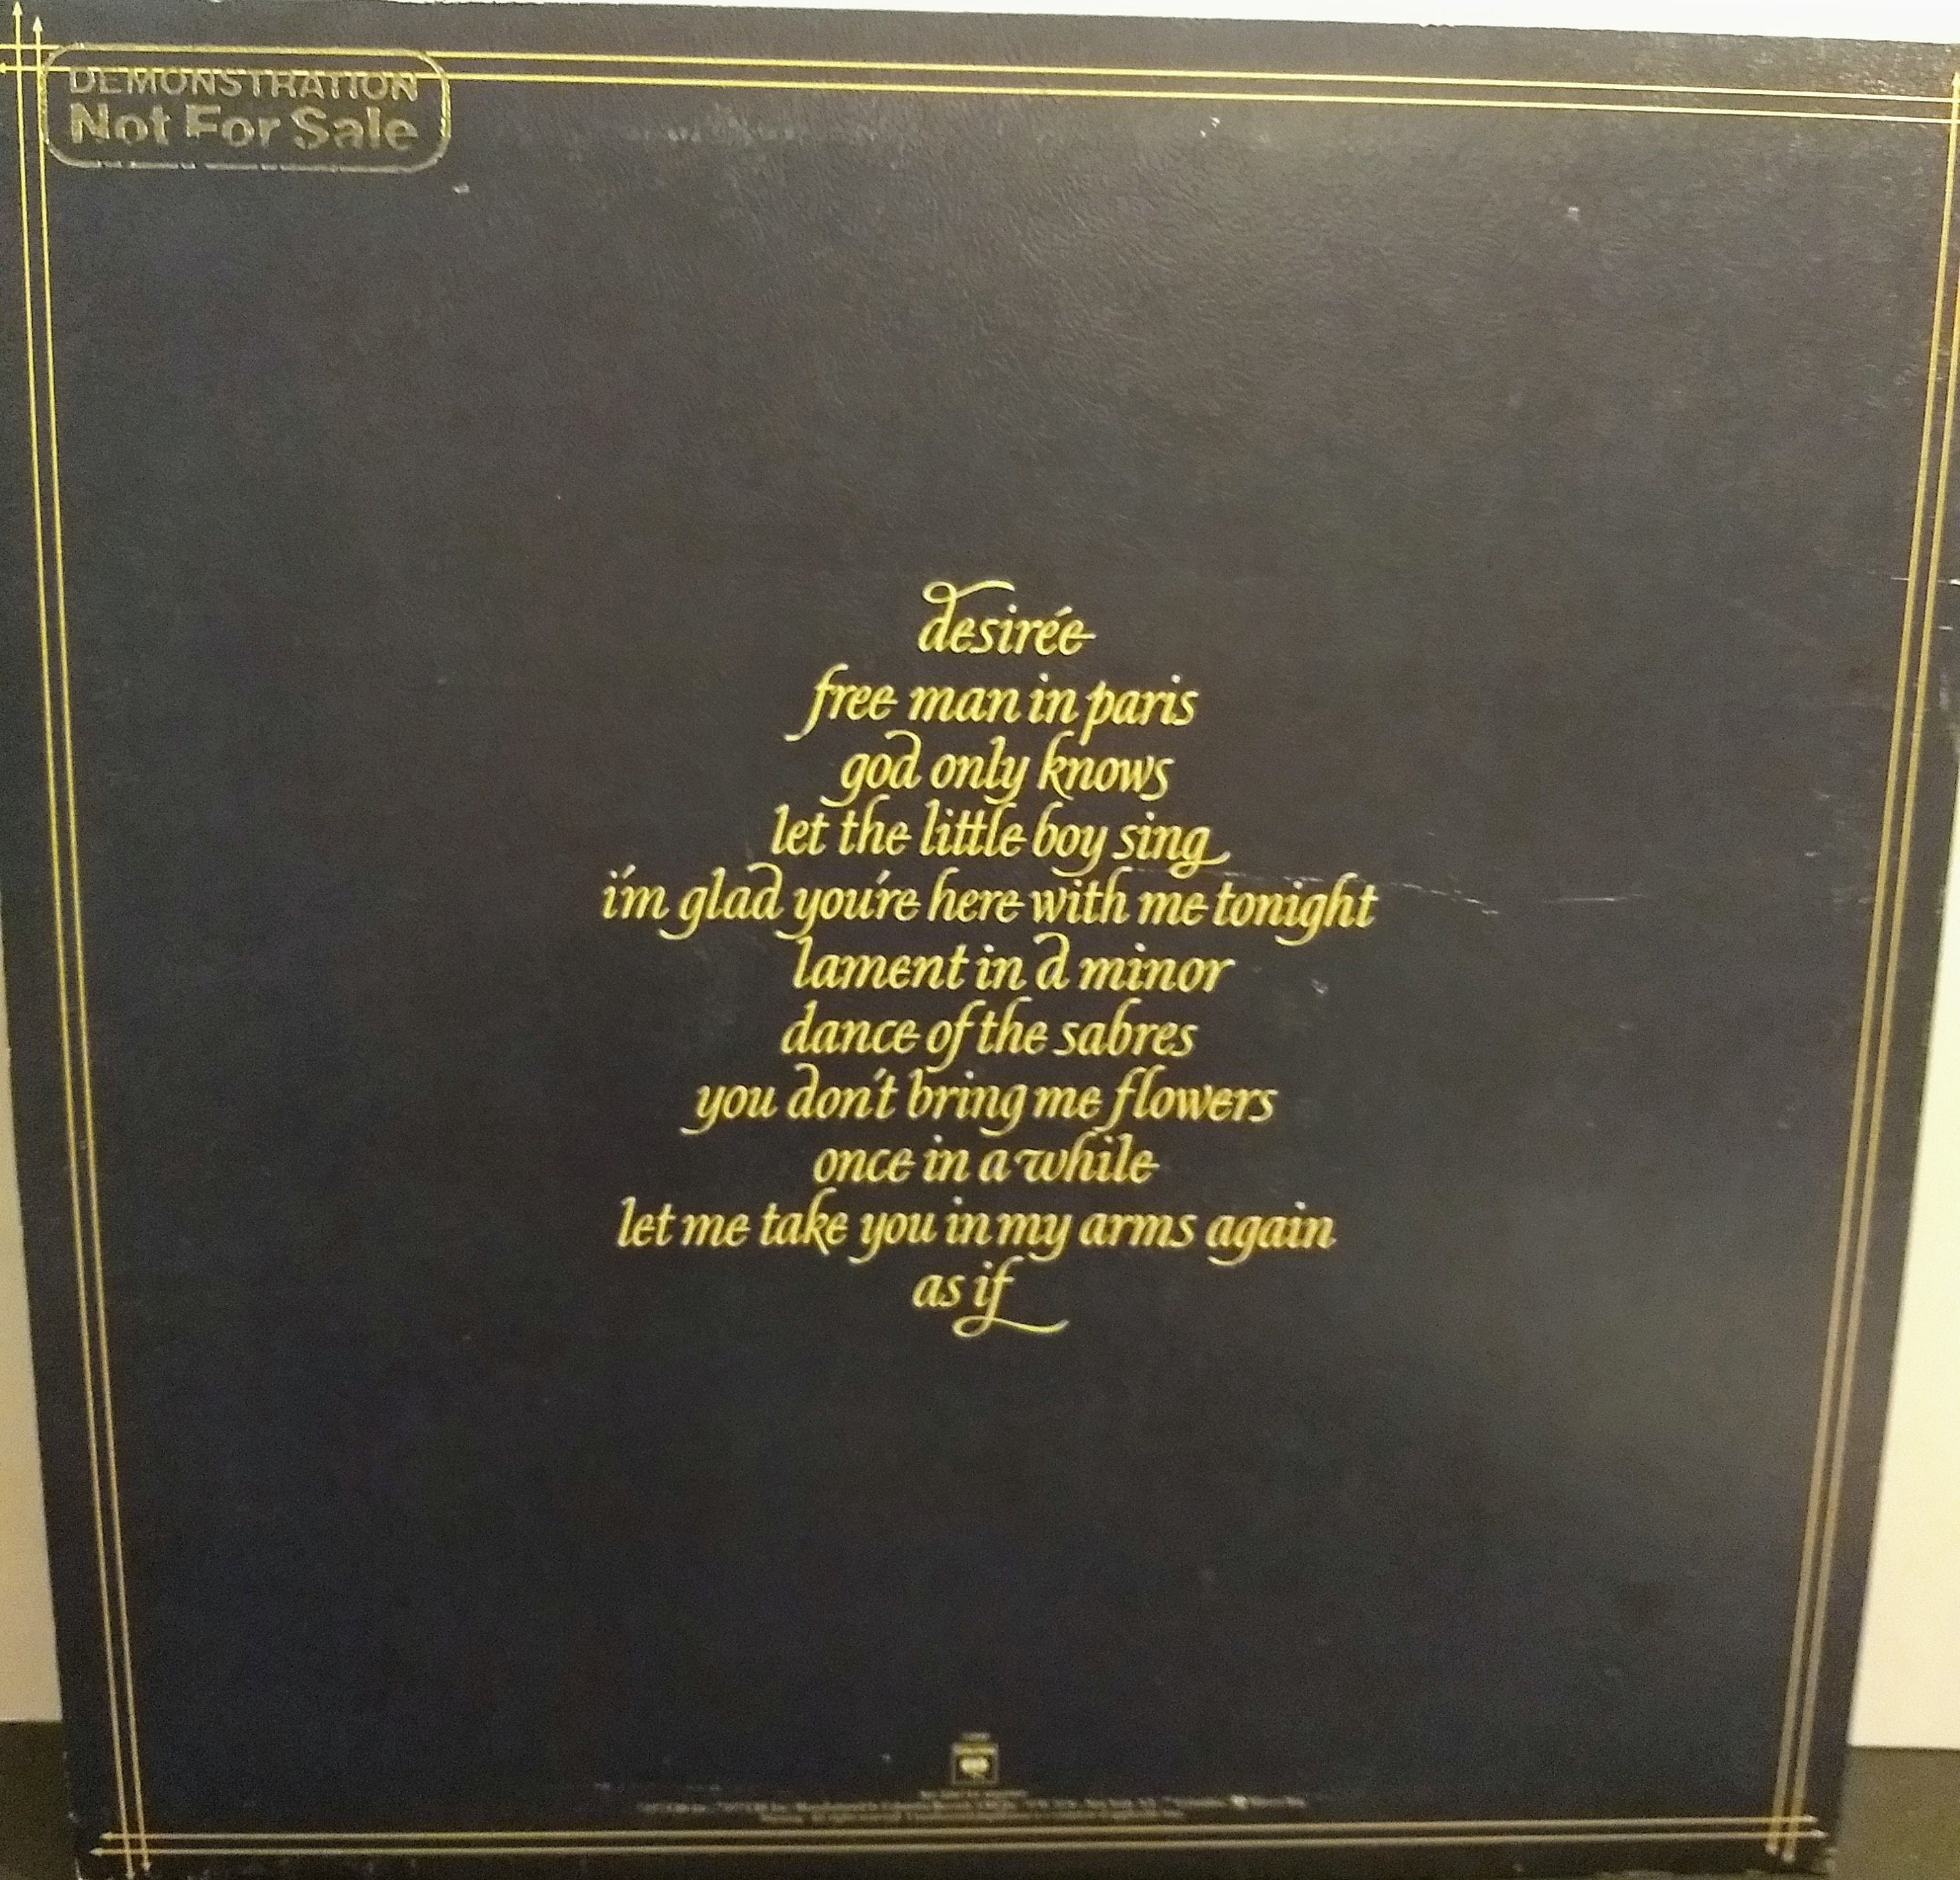 DEMONSTRATION
Not For Sale
desirée
free man in paris
god only knows
let the little boy sing
i'm glad you're here with me tonight
lament in d minor
dance of the sabres
you don't bring me flowers
once in a while
let me take you in my arms again
as if